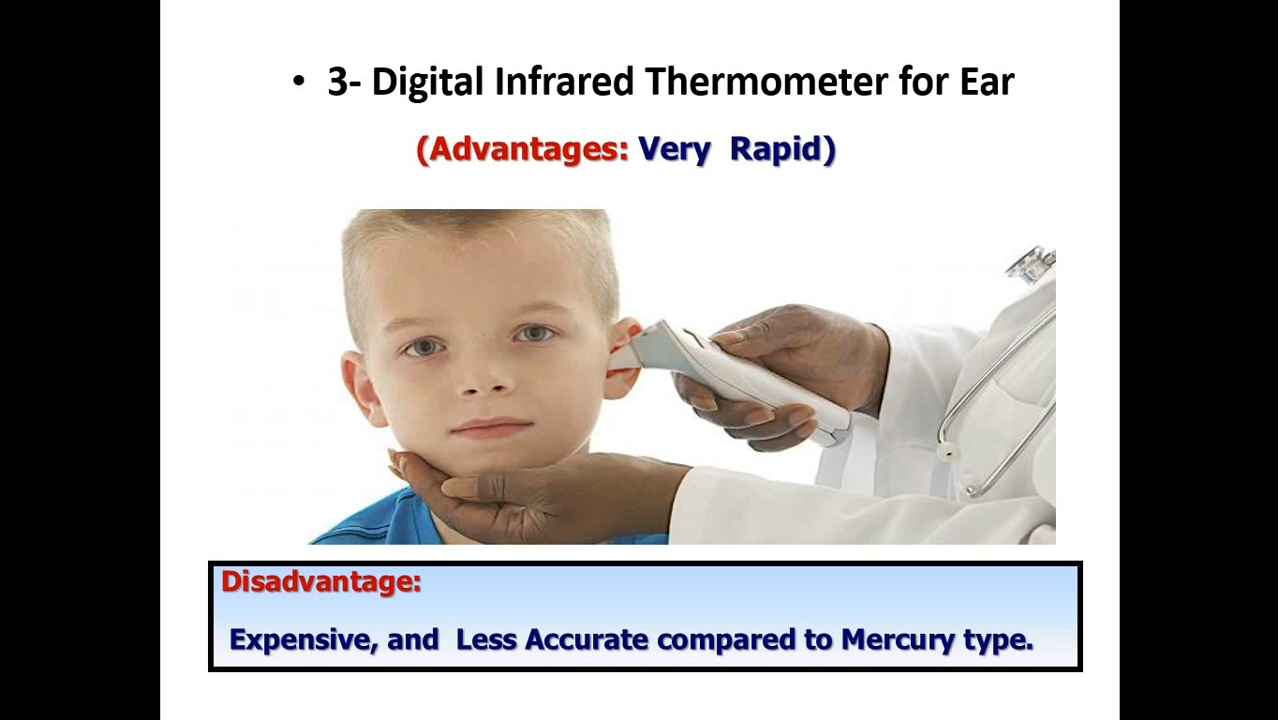 • 3- Digital Infrared Thermometer for Ear
(Advantages: Very Rapid)
Disadvantage:
Expensive, and Less Accurate compared to Mercury type.